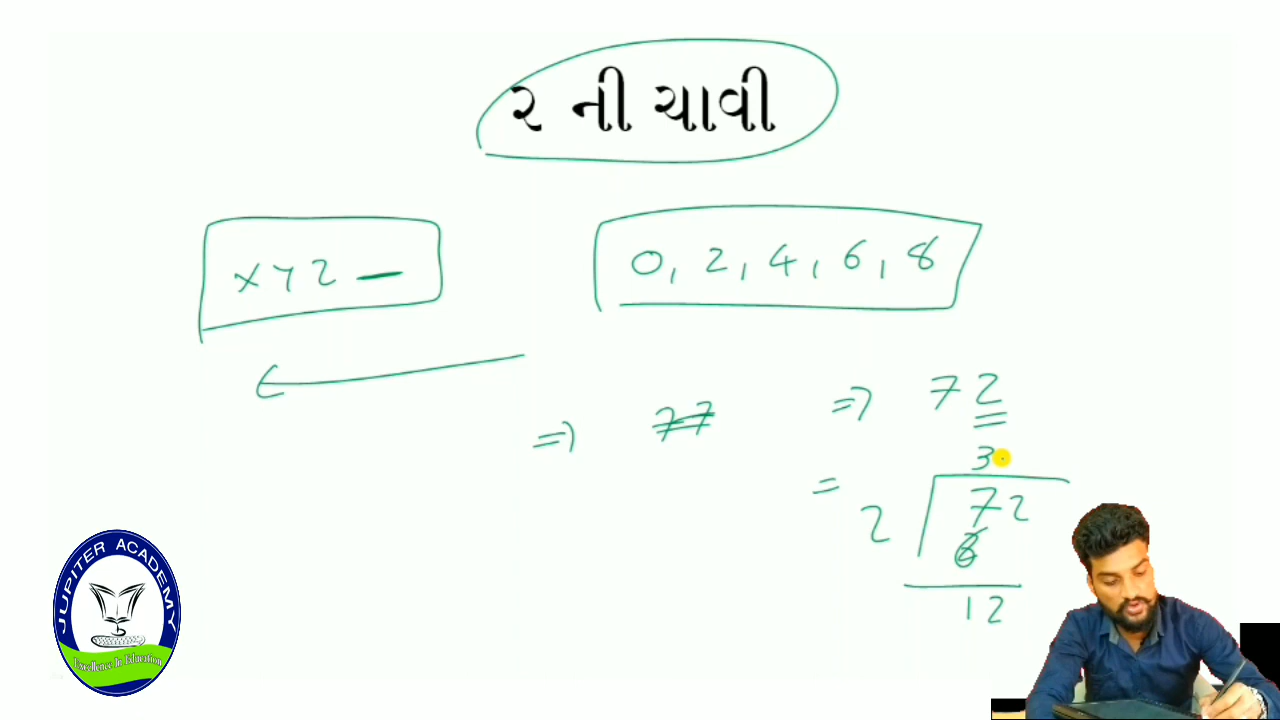 ૨ ની ચાવી
XYZ —
0, 2, 4, 6, 8
⇒ 77
⇒ 72
3
= 2 72
6
12
JUPITER ACADEMY
Excellence In Education